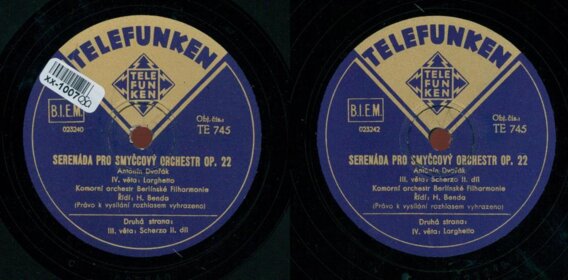 TELEFUNKEN
TELE
FUN
KEN
XX-10070
B.I.E.M.
023240
Obj. čís.:
TE 745
SERENÁDA PRO SMYČCOVÝ ORCHESTR OP. 22
Antonín Dvořák
IV. věta: Larghetto
Komorní orchestr Berlínské Filharmonie
Řídí: H. Benda
(Právo k vysílání rozhlasem vyhrazeno)
Druhá strana:
III. věta: Scherzo II. díl
TELEFUNKEN
TELE
FUN
KEN
B.I.E.M.
023242
Obj. čís.:
TE 745
SERENÁDA PRO SMYČCOVÝ ORCHESTR OP. 22
Antonín Dvořák
III. věta: Scherzo II. díl
Komorní orchestr Berlínské Filharmonie
Řídí: H. Benda
(Právo k vysílání rozhlasem vyhrazeno)
Druhá strana:
IV. věta: Larghetto